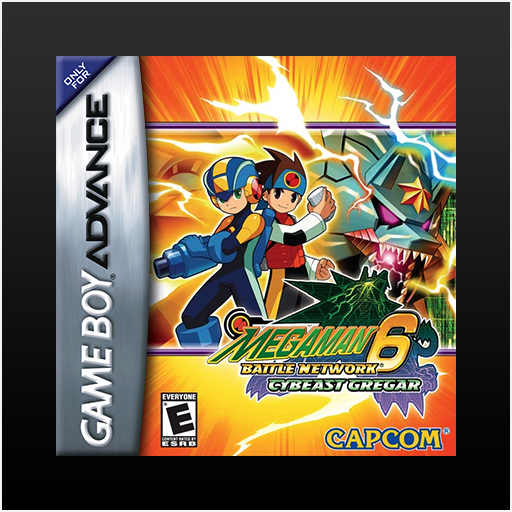 ONLY
FOR
GAME BOY ADVANCE
MEGAMAN 6
BATTLE NETWORK
CYBEAST GREGAR
EVERYONE
E
CONTENT RATED BY
ESRB
CAPCOM